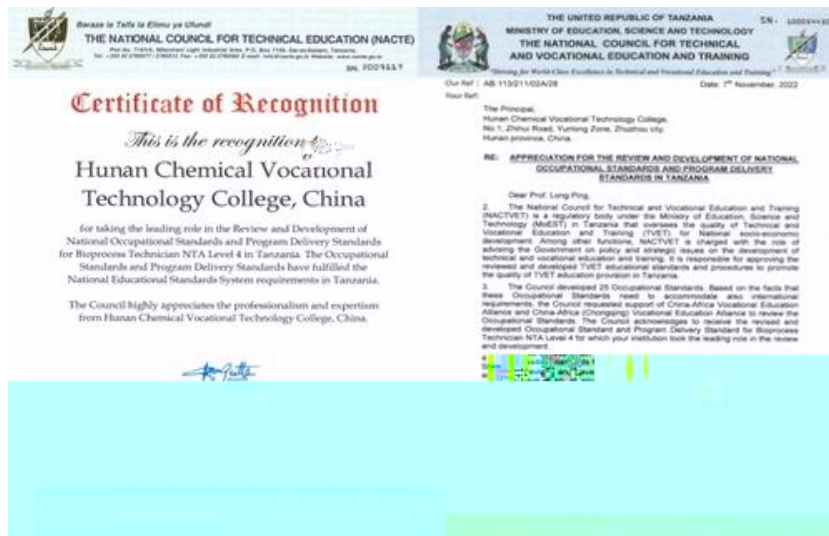 Baraza la Taifa la Elimu ya Ufundi
THE NATIONAL COUNCIL FOR TECHNICAL EDUCATION (NACTE)
Certificate of Recognition
This is the recognition
Hunan Chemical Vocational
Technology College, China
for taking the leading role in the Review and Development of
National Occupational Standards and Program Delivery Standards
for Bioprocess Technician NTA Level 4 in Tanzania. The Occupational
Standards and Program Delivery Standards have fulfilled the
National Educational Standards System requirements in Tanzania.
The Council highly appreciates the professionalism and expertism
from Hunan Chemical Vocational Technology College, China.
THE UNITED REPUBLIC OF TANZANIA
SN-
MINISTRY OF EDUCATION, SCIENCE AND TECHNOLOGY
THE NATIONAL COUNCIL FOR TECHNICAL
AND VOCATIONAL EDUCATION AND TRAINING
"Striving for World-Class Excellence in Technical and Vocational Education and Training"
Our Ref : AB.113/211/02A/28 Date: 7th November, 2022
Your Ref:
The Principal,
Hunan Chemical Vocational Technology College,
No 1, Zhihui Road, Yunlong Zone, Zhuzhou city,
Hunan province, China.
RE: APPRECIATION FOR THE REVIEW AND DEVELOPMENT OF NATIONAL
OCCUPATIONAL STANDARDS AND PROGRAM DELIVERY
STANDARDS IN TANZANIA
Dear Prof. Long Ping,
2. The National Council for Technical and Vocational Education and Training
(NACTVET) is a regulatory body under the Ministry of Education, Science and
Technology (MoEST) in Tanzania that oversees the quality of Technical and
Vocational Education and Training (TVET) for National socio-economic
development. Among other functions, NACTVET is charged with the role of
advising the Government on policy and strategic issues on the development of
technical and vocational education and training. It is responsible for approving the
reviewed and developed TVET educational standards and procedures to promote
the quality of TVET education provision in Tanzania.
3. The Council developed 25 Occupational Standards. Based on the facts that
these Occupational Standards need to accommodate also international
requirements, the Council requested support of China-Africa Vocational Education
Alliance and China-Africa (Chongqing) Vocational Education Alliance to review the
Occupational Standards. The Council acknowledges to receive the revised and
developed Occupational Standard and Program Delivery Standard for Bioprocess
Technician NTA Level 4 for which your institution took the leading role in the review
and development.